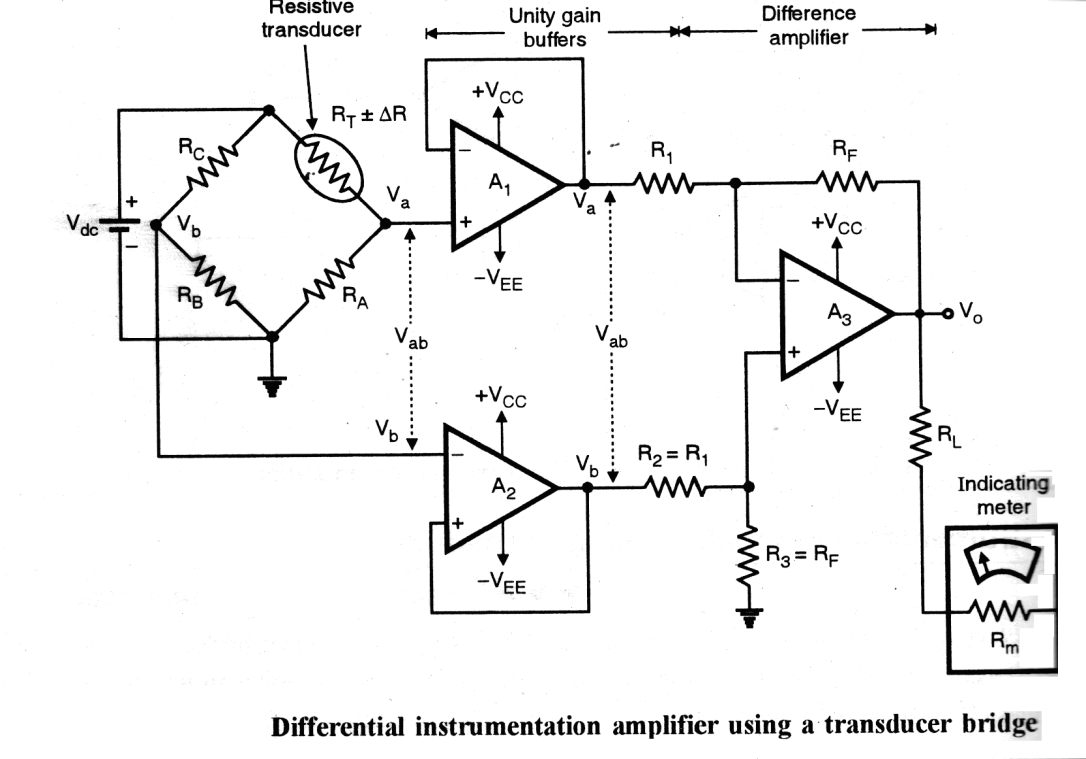 Resistive
transducer
Unity gain
buffers
Difference
amplifier
+V_CC
R_T ± ΔR
R_C
R_1
R_F
A_1
V_a
V_a
+V_CC
+
−
V_dc
V_b
+
−
−V_EE
R_B
R_A
−
A_3
V_o
V_ab
V_ab
+
−V_EE
+V_CC
V_b
R_L
−
V_b
R_2 = R_1
A_2
Indicating
meter
+
R_3 = R_F
−V_EE
R_m
Differential instrumentation amplifier using a transducer bridge